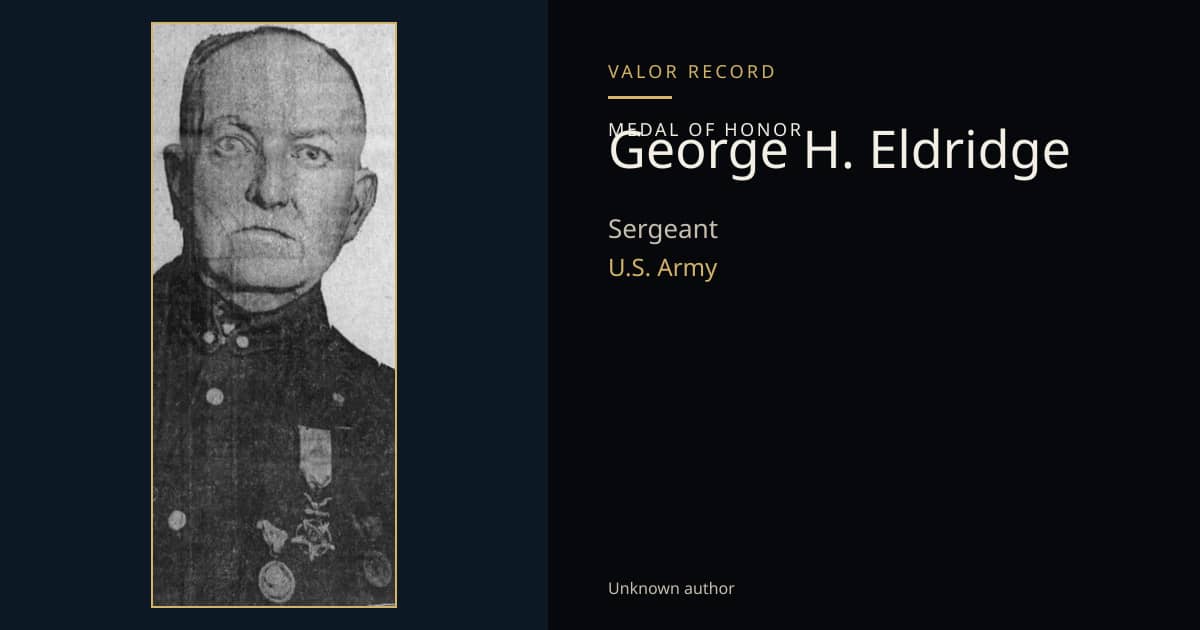 VALOR RECORD
MEDAL OF HONOR
George H. Eldridge
Sergeant
U.S. Army
Unknown author